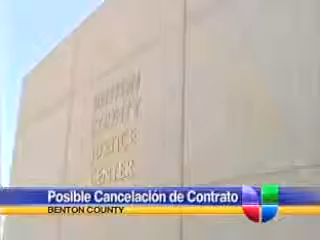 BENTON
COUNTY
JUSTICE
CENTER
Posible Cancelación de Contrato
BENTON COUNTY